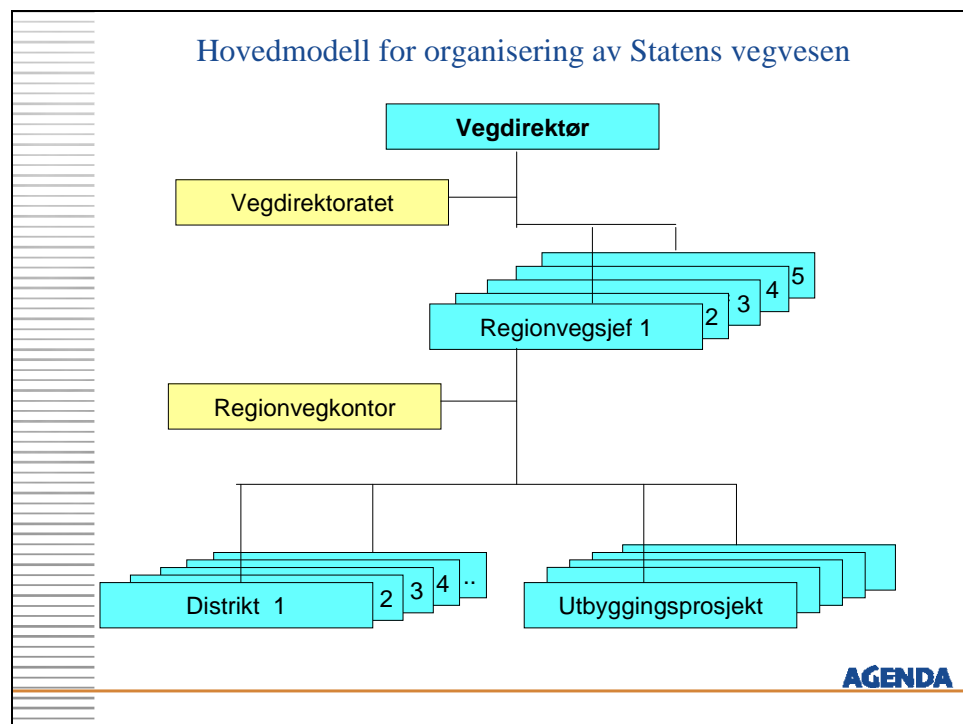 Hovedmodell for organisering av Statens vegvesen
Vegdirektør
Vegdirektoratet
5
4
3
2
Regionvegsjef 1
Regionvegkontor
Distrikt 1
2
3
4
..
Utbyggingsprosjekt
AGENDA